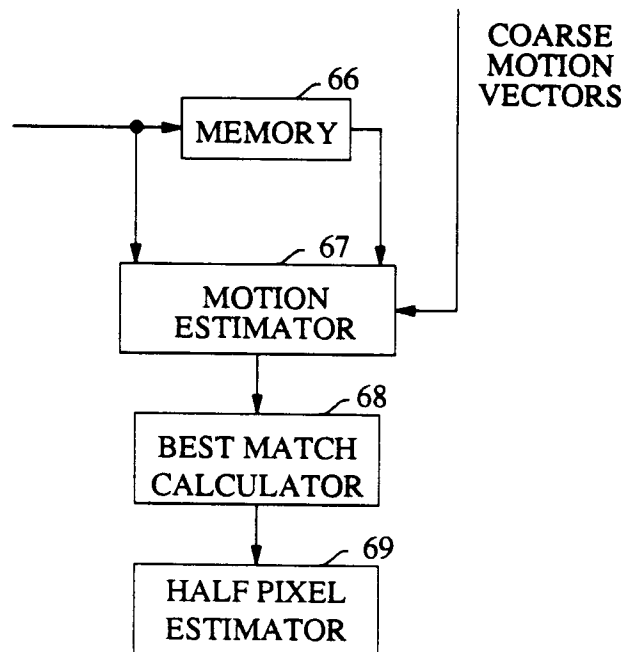 COARSE
MOTION
VECTORS
66
MEMORY
67
MOTION
ESTIMATOR
68
BEST MATCH
CALCULATOR
69
HALF PIXEL
ESTIMATOR